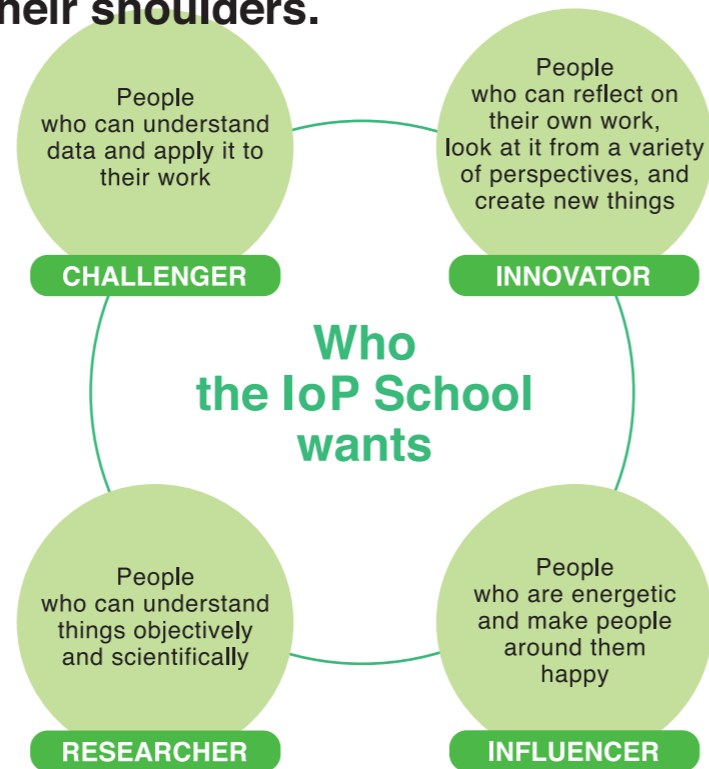 their shoulders.
People
who can understand
data and apply it to
their work
CHALLENGER
People
who can reflect on
their own work,
look at it from a variety
of perspectives, and
create new things
INNOVATOR
Who
the IoP School
wants
People
who can understand
things objectively
and scientifically
RESEARCHER
People
who are energetic
and make people
around them
happy
INFLUENCER